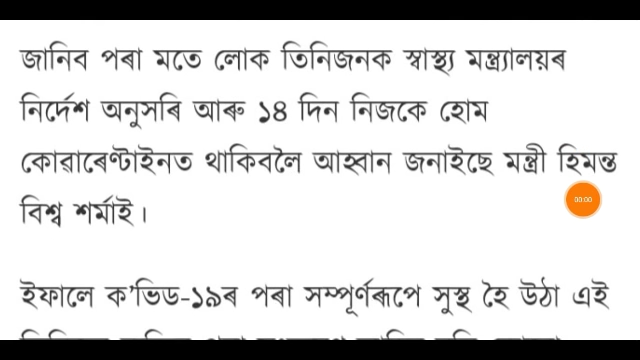 জানিব পৰা মতে লোক তিনিজনক স্বাস্থ্য মন্ত্ৰ্যালয়ৰ
নিৰ্দেশ অনুসৰি আৰু ১৪ দিন নিজকে হোম
কোৱাৰেণ্টাইনত থাকিবলৈ আহ্বান জনাইছে মন্ত্ৰী হিমন্ত
00:00
বিশ্ব শৰ্মাই।
ইফালে ক'ভিড-১৯ৰ পৰা সম্পূৰ্ণৰূপে সুস্থ হৈ উঠা এই